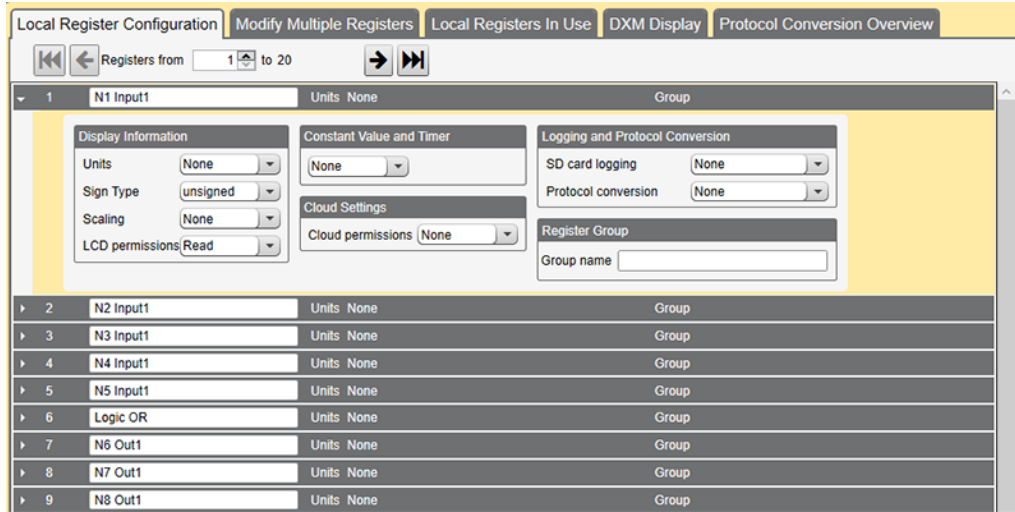 Local Register Configuration Modify Multiple Registers Local Registers In Use DXM Display Protocol Conversion Overview
Registers from 1 to 20
1 N1 Input1 Units None Group
Display Information Constant Value and Timer Logging and Protocol Conversion
Units None None SD card logging None
Sign Type unsigned Protocol conversion None
Scaling None Cloud Settings
LCD permissions Read Cloud permissions None Register Group
Group name
2 N2 Input1 Units None Group
3 N3 Input1 Units None Group
4 N4 Input1 Units None Group
5 N5 Input1 Units None Group
6 Logic OR Units None Group
7 N6 Out1 Units None Group
8 N7 Out1 Units None Group
9 N8 Out1 Units None Group